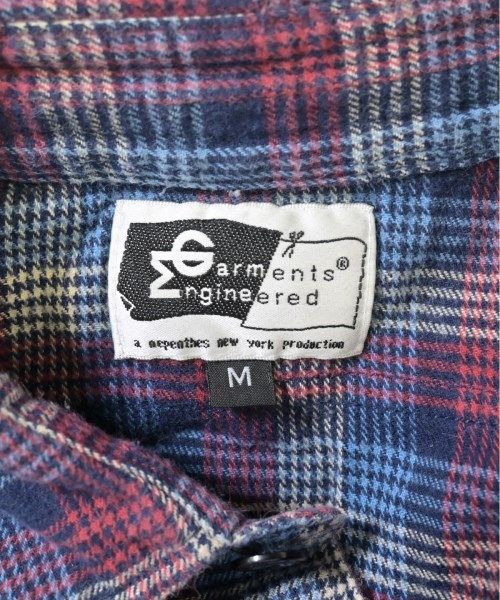 Garments®
Engineered
a nepenthes new york production
M